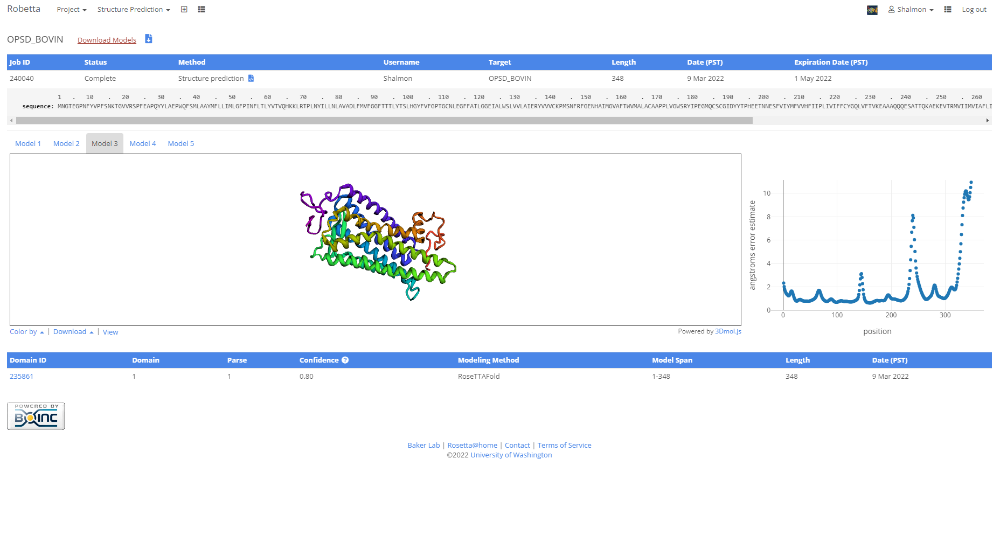 Robetta Project Structure Prediction Shalmon Log out
OPSD_BOVIN Download Models
Job ID Status Method Username Target Length Date (PST) Expiration Date (PST)
240040 Complete Structure prediction Shalmon OPSD_BOVIN 348 9 Mar 2022 1 May 2022
1 . 10 . 20 . 30 . 40 . 50 . 60 . 70 . 80 . 90 . 100 . 110 . 120 . 130 . 140 . 150 . 160 . 170 . 180 . 190 . 200 . 210 . 220 . 230 . 240 . 250 . 260
sequence: MNGTEGPNFYVPFSNKTGVVRSPFEAPQYYLAEPWQFSMLAAYMFLLIMLGFPINFLTLYVTVQHKKLRTPLNYILLNLAVADLFMVFGGFTTTLYTSLHGYFVFGPTGCNLEGFFATLGGEIALWSLVVLAIERYVVVCKPMSNFRFGENHAIMGVAFTWVMALACAAPPLVGWSRYIPEGMQCSCGIDYYTPHEETNNESFVIYMFVVHFIIPLIVIFFCYGQLVFTVKEAAAQQQESATTQKAEKEVTRMVIIMVIAFLI
Model 1 Model 2 Model 3 Model 4 Model 5
10
8
6
4
2
0
angstroms error estimate
0 100 200 300
position
Color by | Download | View
Powered by 3Dmol.js
Domain ID Domain Parse Confidence ? Modeling Method Model Span Length Date (PST)
235861 1 1 0.80 RoseTTAFold 1-348 348 9 Mar 2022
POWERED BY
BOINC
Baker Lab | Rosetta@home | Contact | Terms of Service
©2022 University of Washington